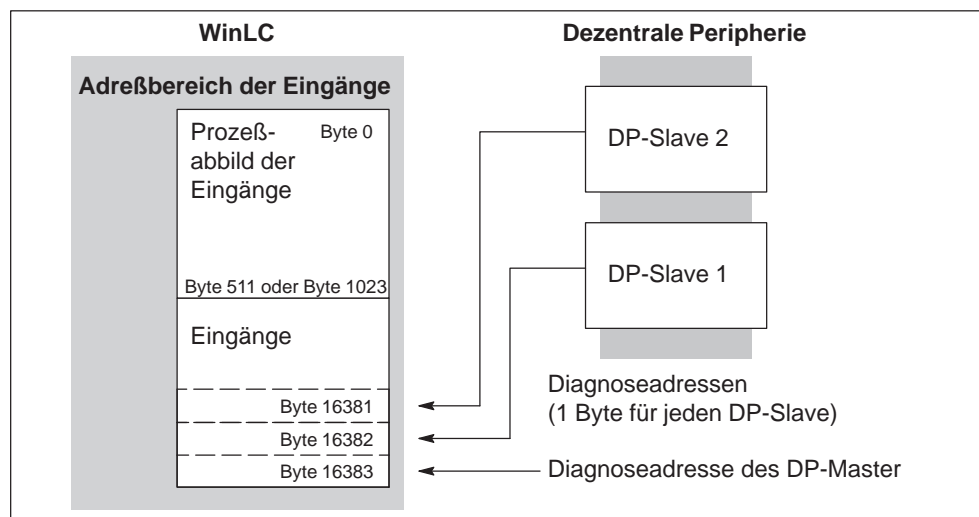 WinLC
Adreßbereich der Eingänge
Prozeß-
abbild der
Eingänge
Byte 0
Byte 511 oder Byte 1023
Eingänge
Byte 16381
Byte 16382
Byte 16383
Dezentrale Peripherie
DP-Slave 2
DP-Slave 1
Diagnoseadressen
(1 Byte für jeden DP-Slave)
Diagnoseadresse des DP-Master